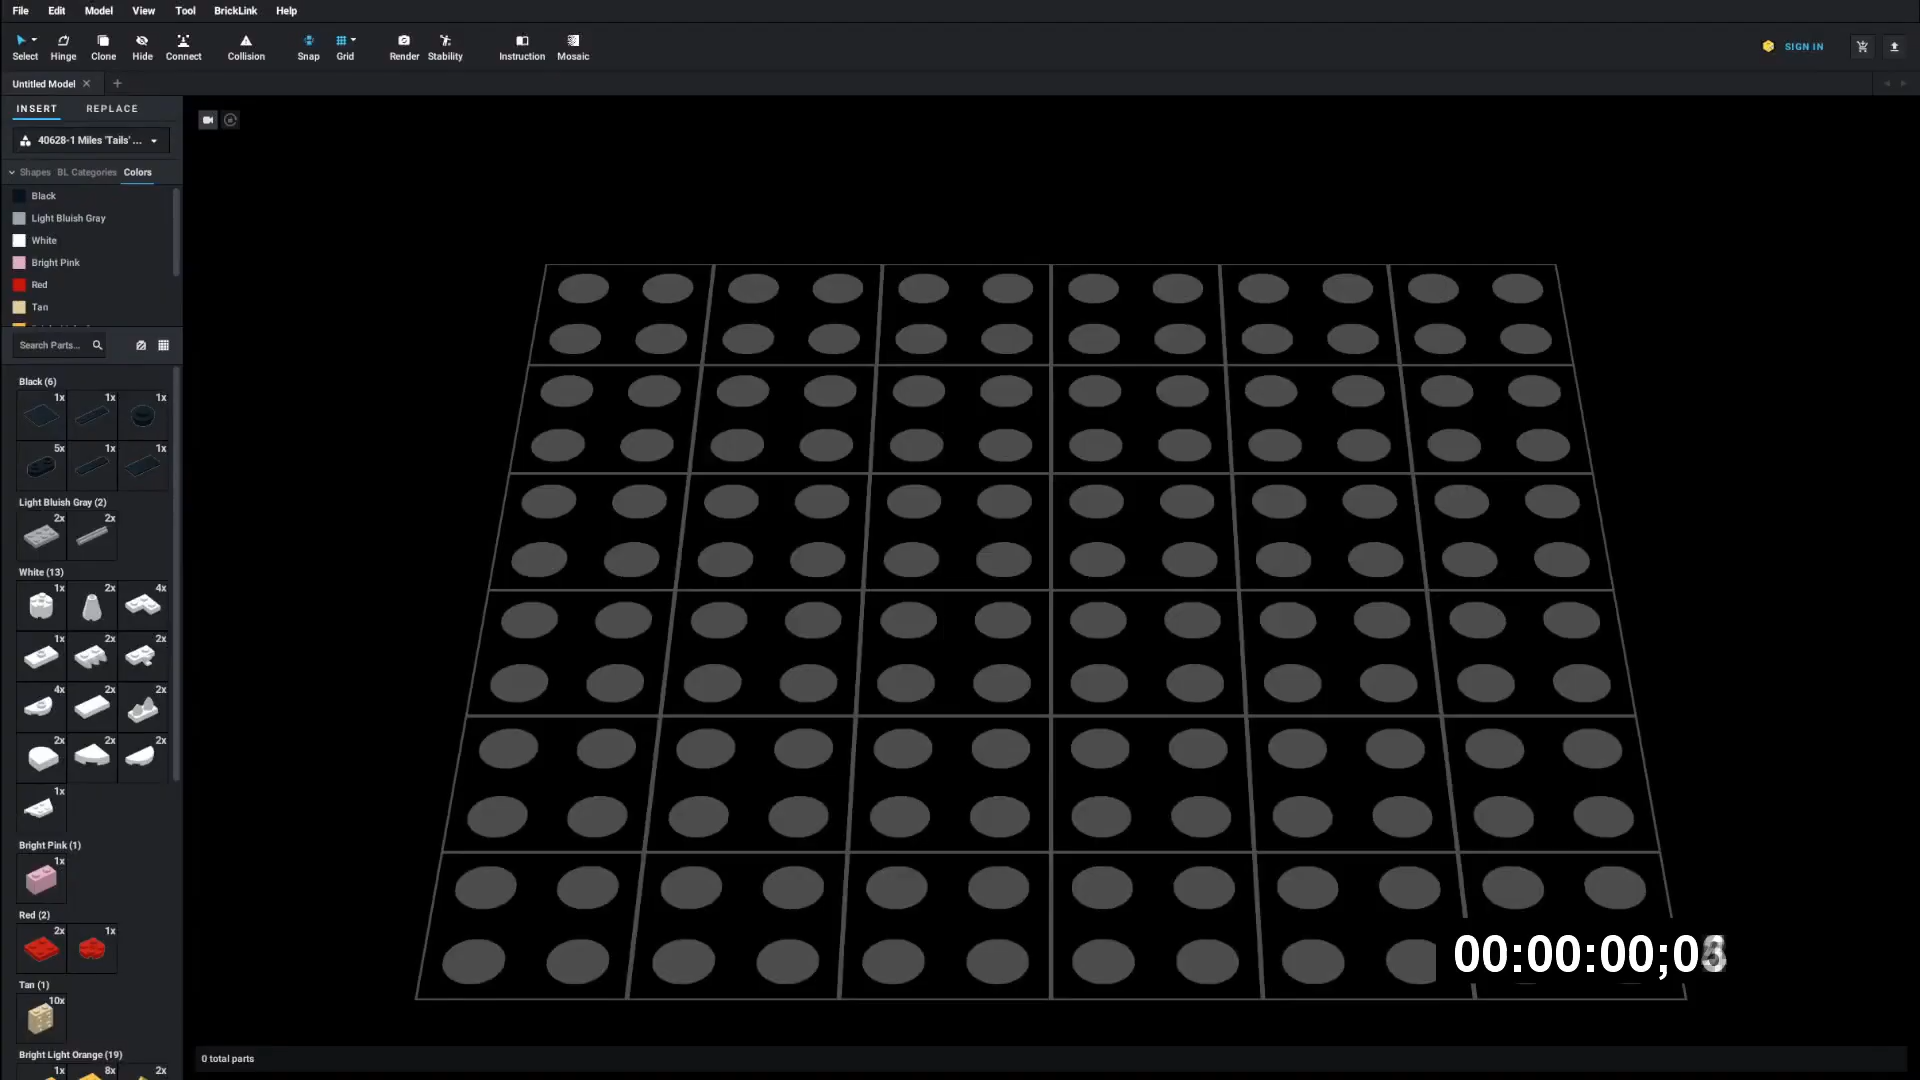 File Edit Model View Tool BrickLink Help
Select Hinge Clone Hide Connect Collision Snap Grid Render Stability Instruction Mosaic
SIGN IN
Untitled Model
INSERT REPLACE
40628-1 Miles 'Tails' ...
Shapes BL Categories Colors
Black
Light Bluish Gray
White
Bright Pink
Red
Tan
Search Parts...
Black (6)
1x 1x 1x
5x 1x 1x
Light Bluish Gray (2)
2x 2x
White (13)
1x 2x 4x
1x 2x 2x
4x 2x 2x
2x 2x 2x
1x
Bright Pink (1)
1x
Red (2)
2x 1x
Tan (1)
10x
Bright Light Orange (19)
1x 8x 2x
00:00:00;0
0 total parts